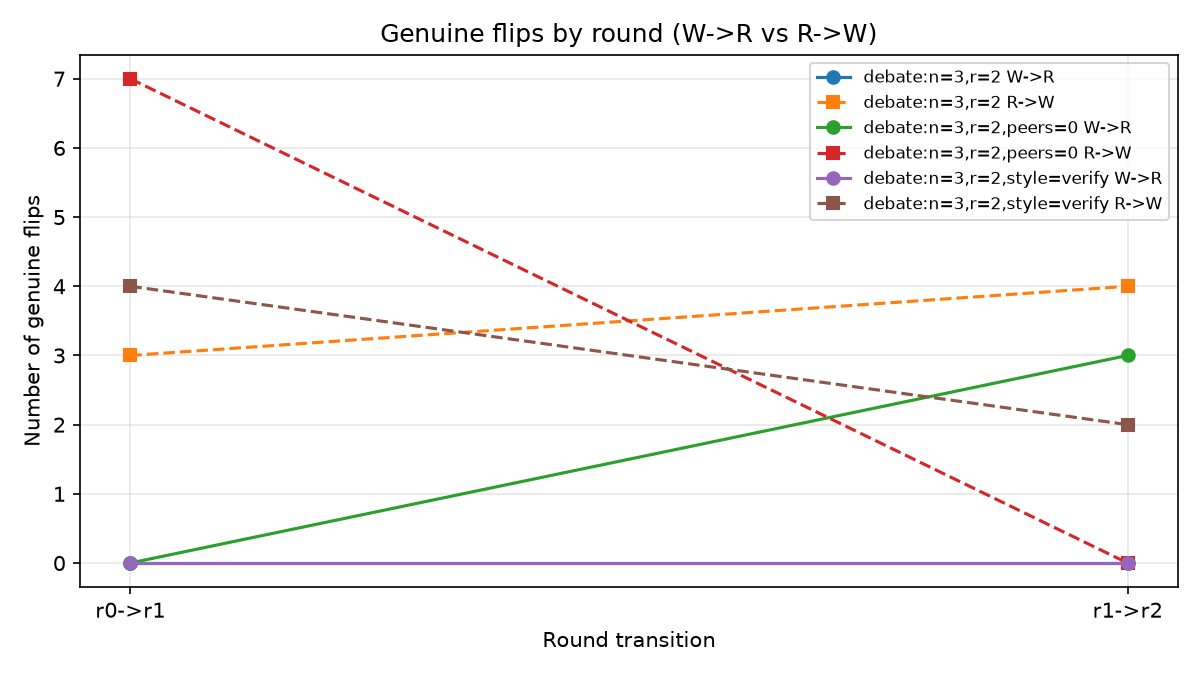 Genuine flips by round (W->R vs R->W)
debate:n=3,r=2 W->R
debate:n=3,r=2 R->W
debate:n=3,r=2,peers=0 W->R
debate:n=3,r=2,peers=0 R->W
debate:n=3,r=2,style=verify W->R
debate:n=3,r=2,style=verify R->W
Number of genuine flips
7
6
5
4
3
2
1
0
r0->r1
r1->r2
Round transition